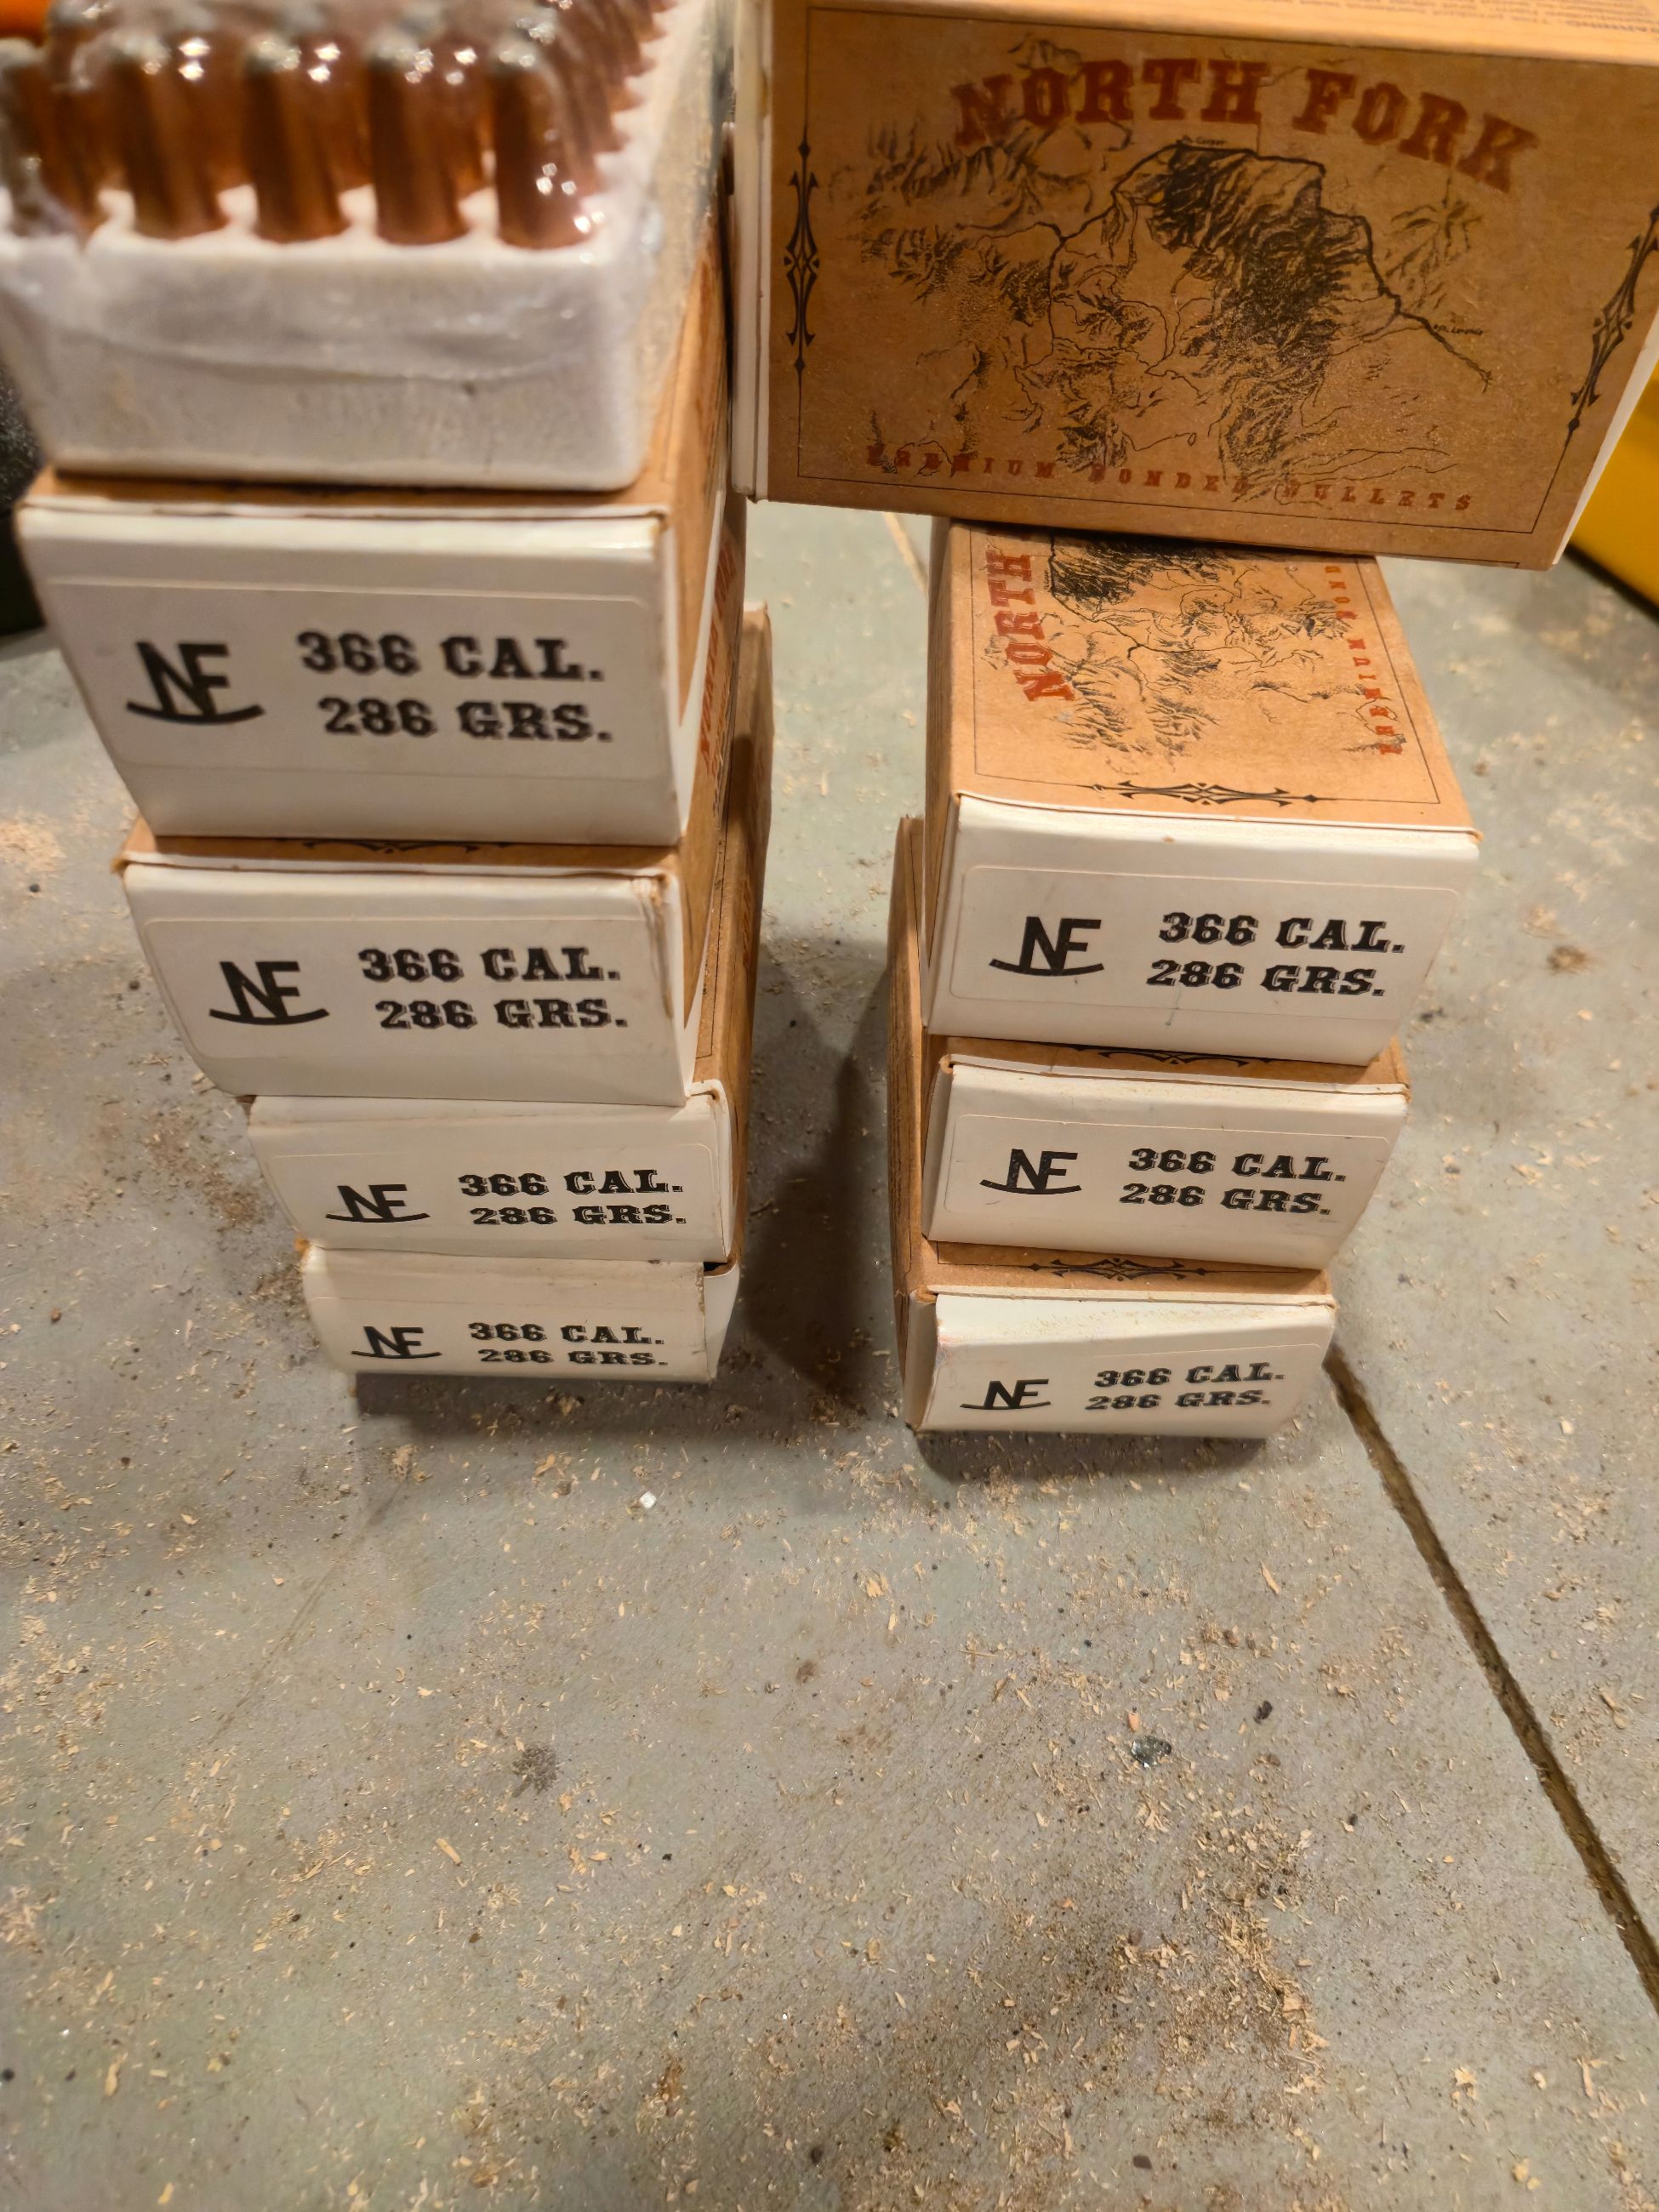 NORTH FORK
PREMIUM BONDED BULLETS
NF
366 CAL.
286 GRS.
NF
366 CAL.
286 GRS.
NF
366 CAL.
286 GRS.
NF
366 CAL.
286 GRS.
NORTH
NF
366 CAL.
286 GRS.
NF
366 CAL.
286 GRS.
NF
366 CAL.
286 GRS.